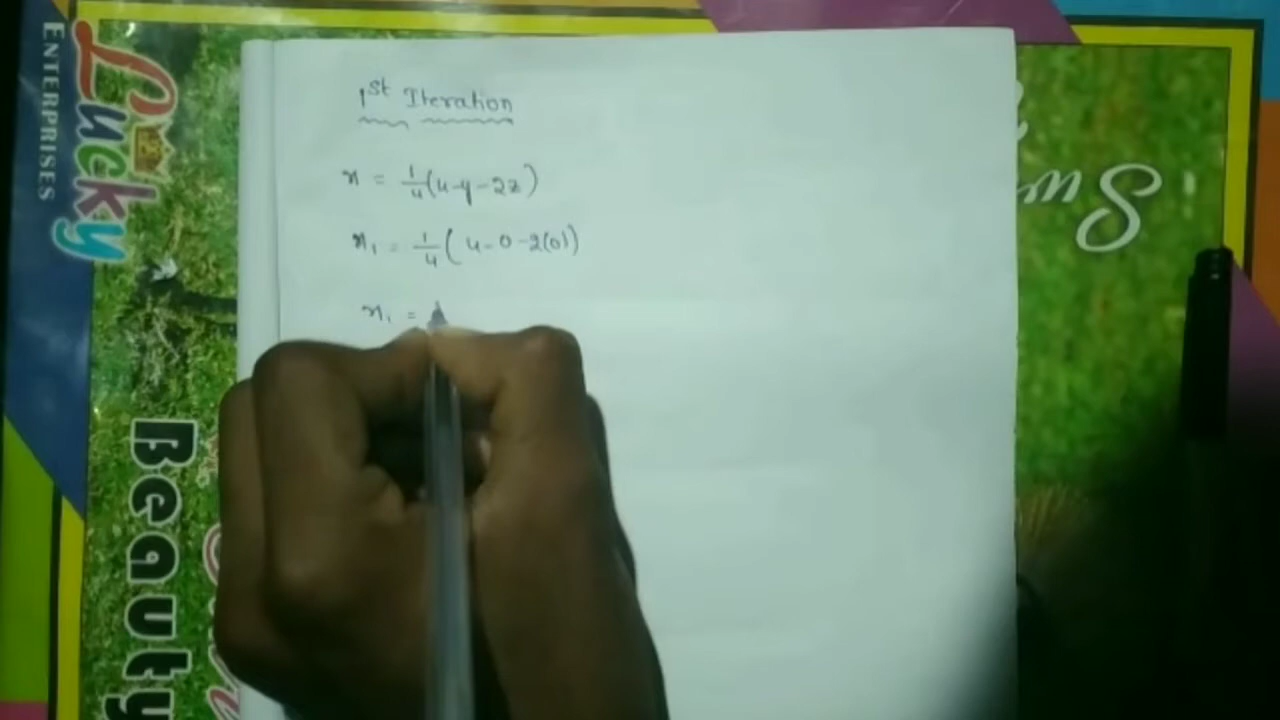 1st Iteration
x = 1/4(4-y-2z)
x1 = 1/4( 4-0-2(0))
x1 =
Lucky
ENTERPRISES
Beauty